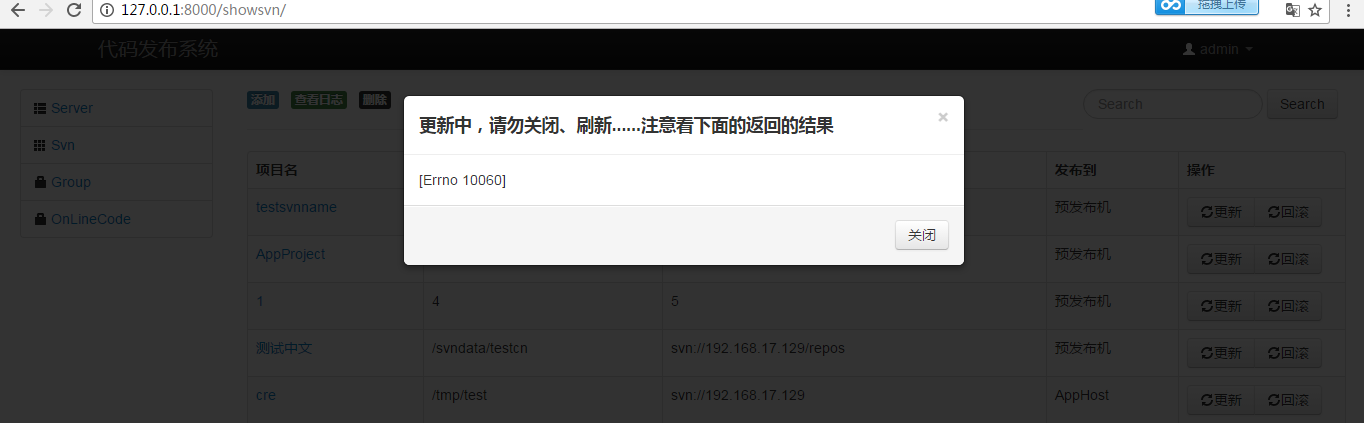 127.0.0.1:8000/showsvn/
拖拽上传
代码发布系统
admin
Server
Svn
Group
OnLineCode
添加 查看日志 删除
Search Search
更新中，请勿关闭、刷新......注意看下面的返回的结果
×
[Errno 10060]
关闭
项目名 发布到 操作
testsvnname 预发布机 更新 回滚
AppProject 预发布机 更新 回滚
1 4 5 预发布机 更新 回滚
测试中文 /svndata/testcn svn://192.168.17.129/repos 预发布机 更新 回滚
cre /tmp/test svn://192.168.17.129 AppHost 更新 回滚